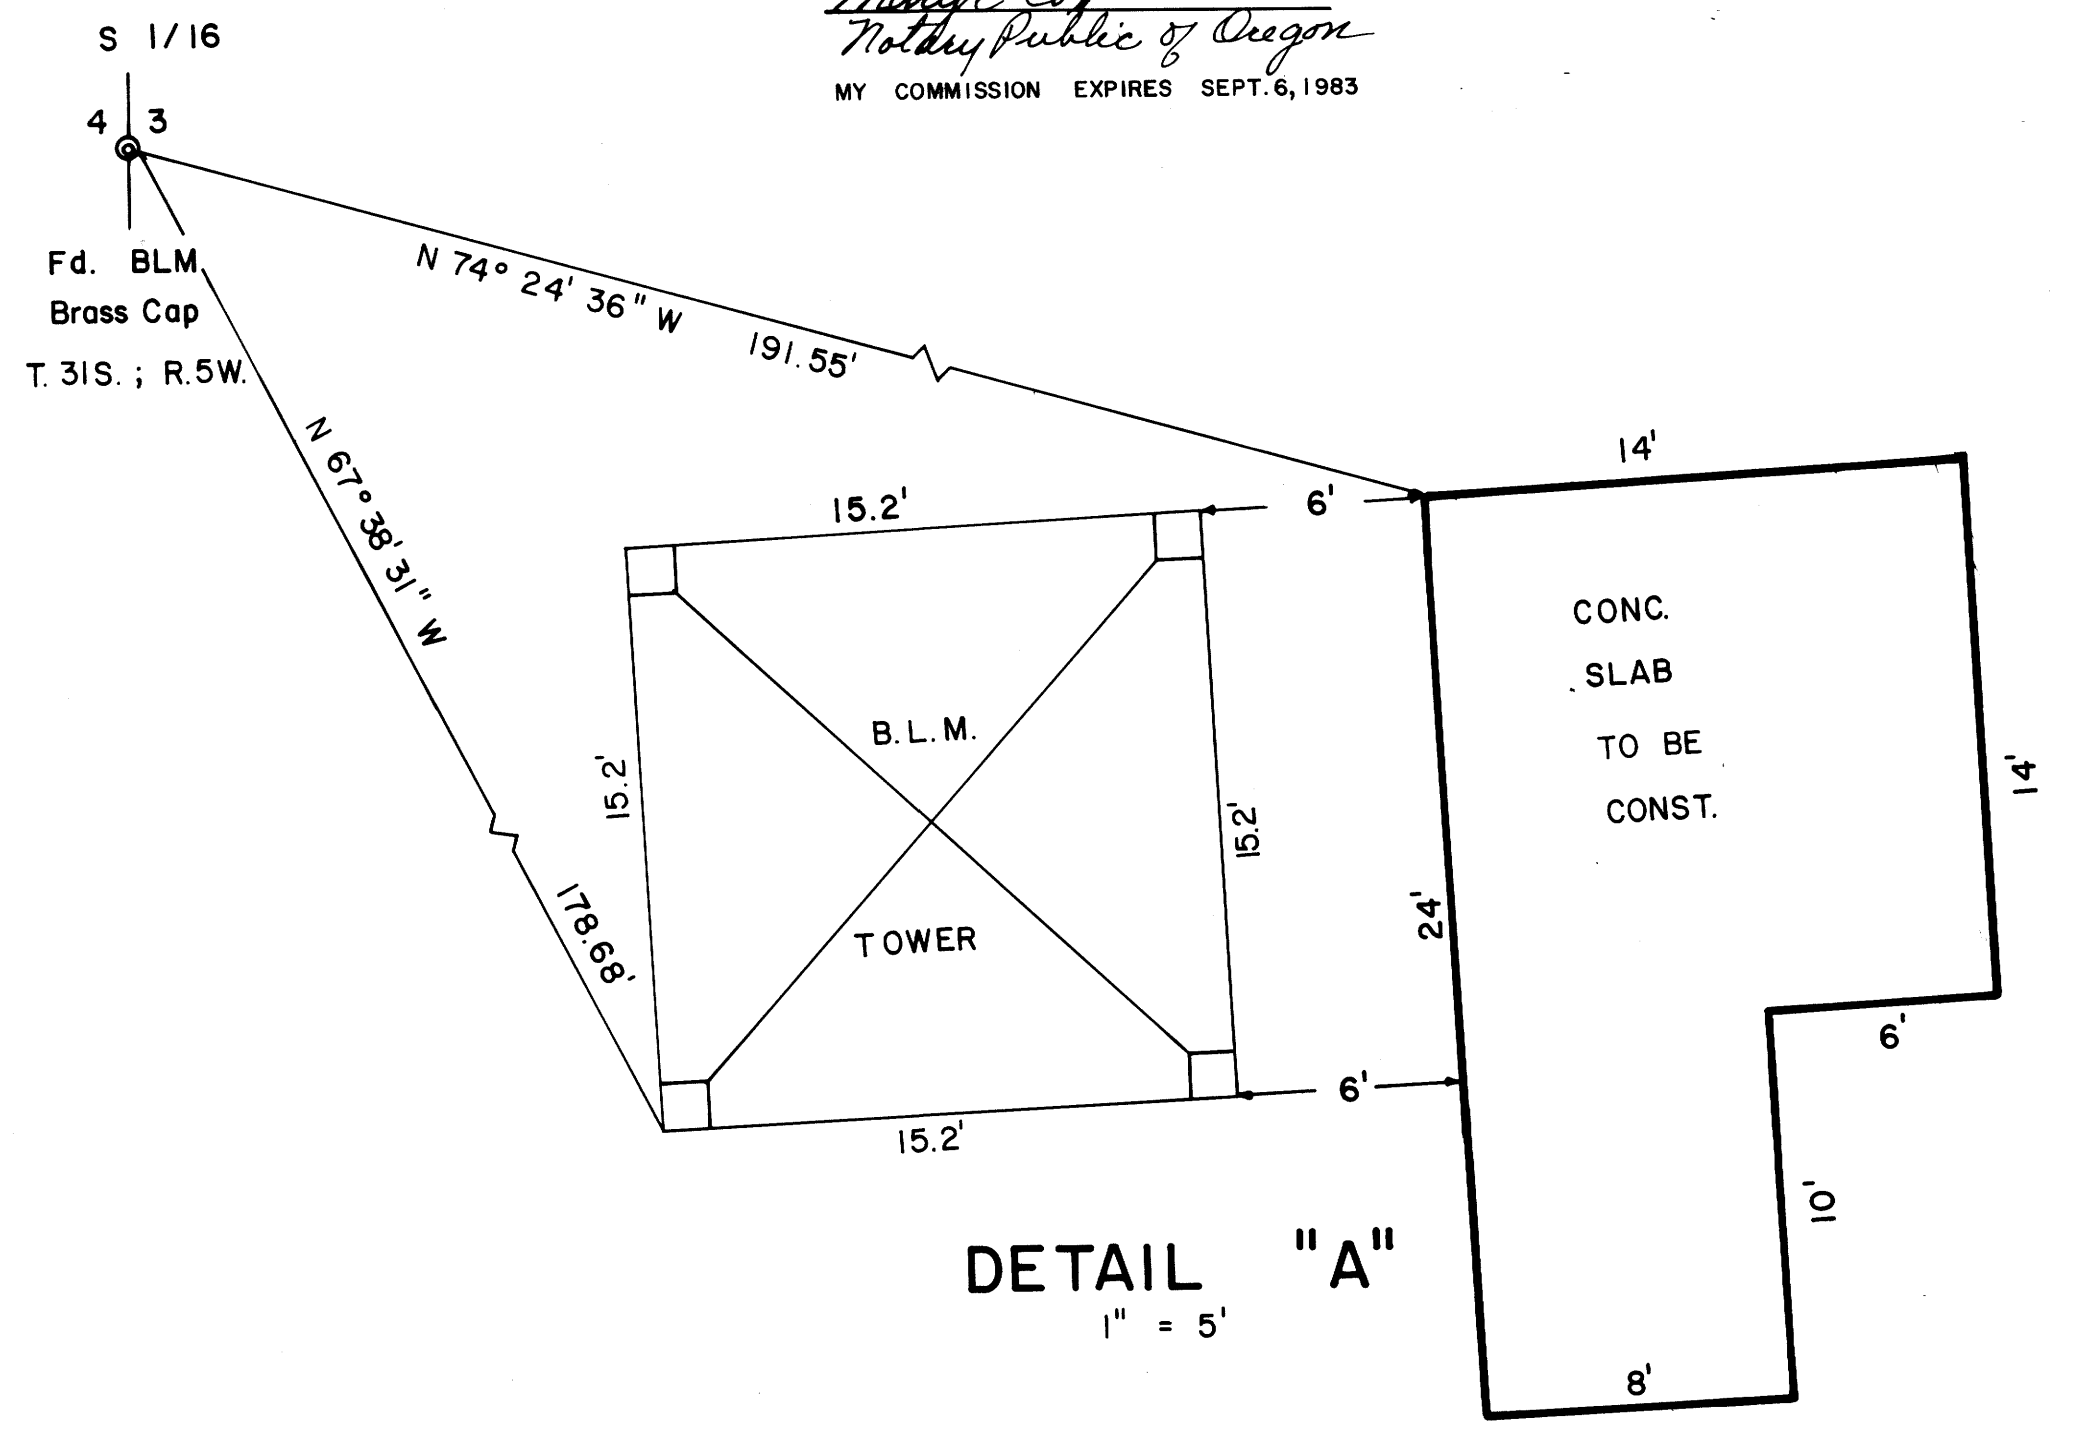 Notary Public of Oregon
MY COMMISSION EXPIRES SEPT. 6, 1983
S 1/16
4 3
Fd. BLM
Brass Cap
T. 31S. ; R. 5W.
N 74° 24' 36" W 191.55'
N 67° 38' 31" W 178.68'
15.2'
6'
14'
15.2'
B.L.M.
TOWER
15.2'
15.2'
6'
24'
CONC.
SLAB
TO BE
CONST.
14'
6'
10'
8'
DETAIL "A"
1" = 5'